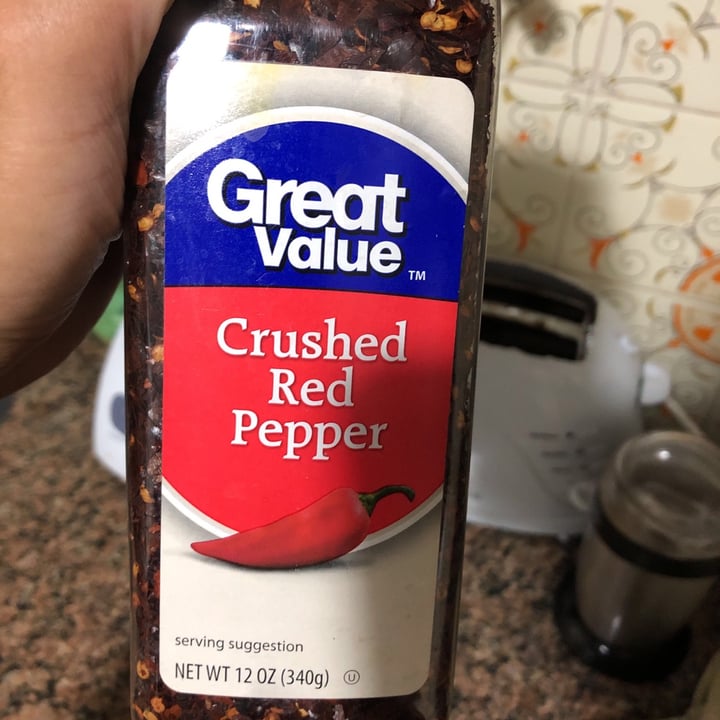 Great
Value
TM
Crushed
Red
Pepper
serving suggestion
NET WT 12 OZ (340g) Ⓤ